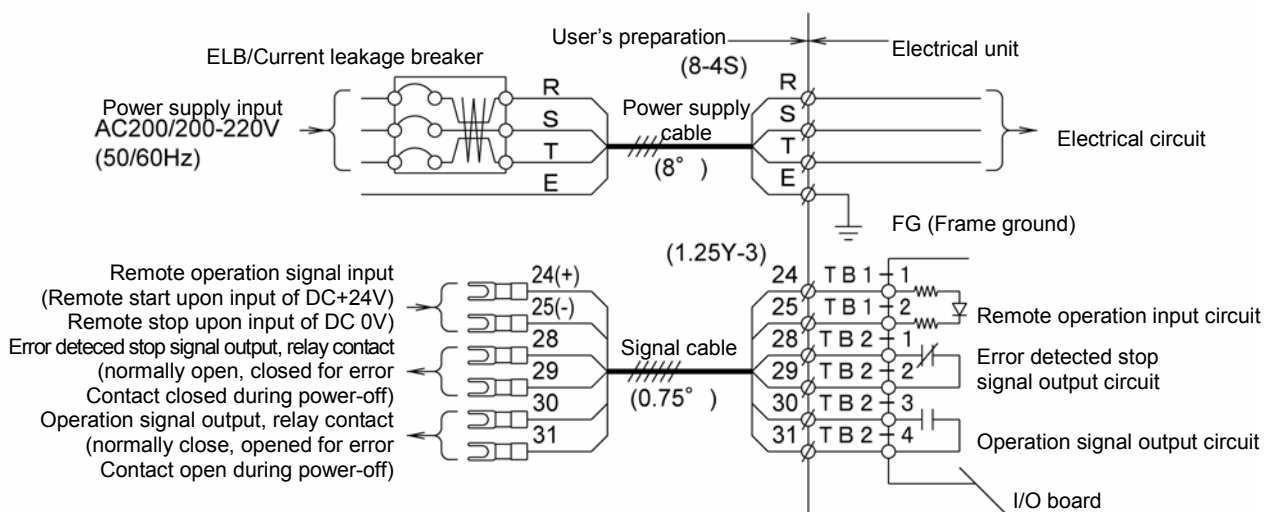 User's preparation
Electrical unit
ELB/Current leakage breaker
(8-4S)
Power supply input
AC200/200-220V
(50/60Hz)
R
S
T
E
Power supply
cable
(8° )
R
S
T
E
Electrical circuit
FG (Frame ground)
(1.25Y-3)
Remote operation signal input
(Remote start upon input of DC+24V)
Remote stop upon input of DC 0V)
Error deteced stop signal output, relay contact
(normally open, closed for error
Contact closed during power-off)
Operation signal output, relay contact
(normally close, opened for error
Contact open during power-off)
24(+)
25(-)
28
29
30
31
Signal cable
(0.75° )
24 TB1-1
25 TB1-2
28 TB2-1
29 TB2-2
30 TB2-3
31 TB2-4
Remote operation input circuit
Error detected stop
signal output circuit
Operation signal output circuit
I/O board